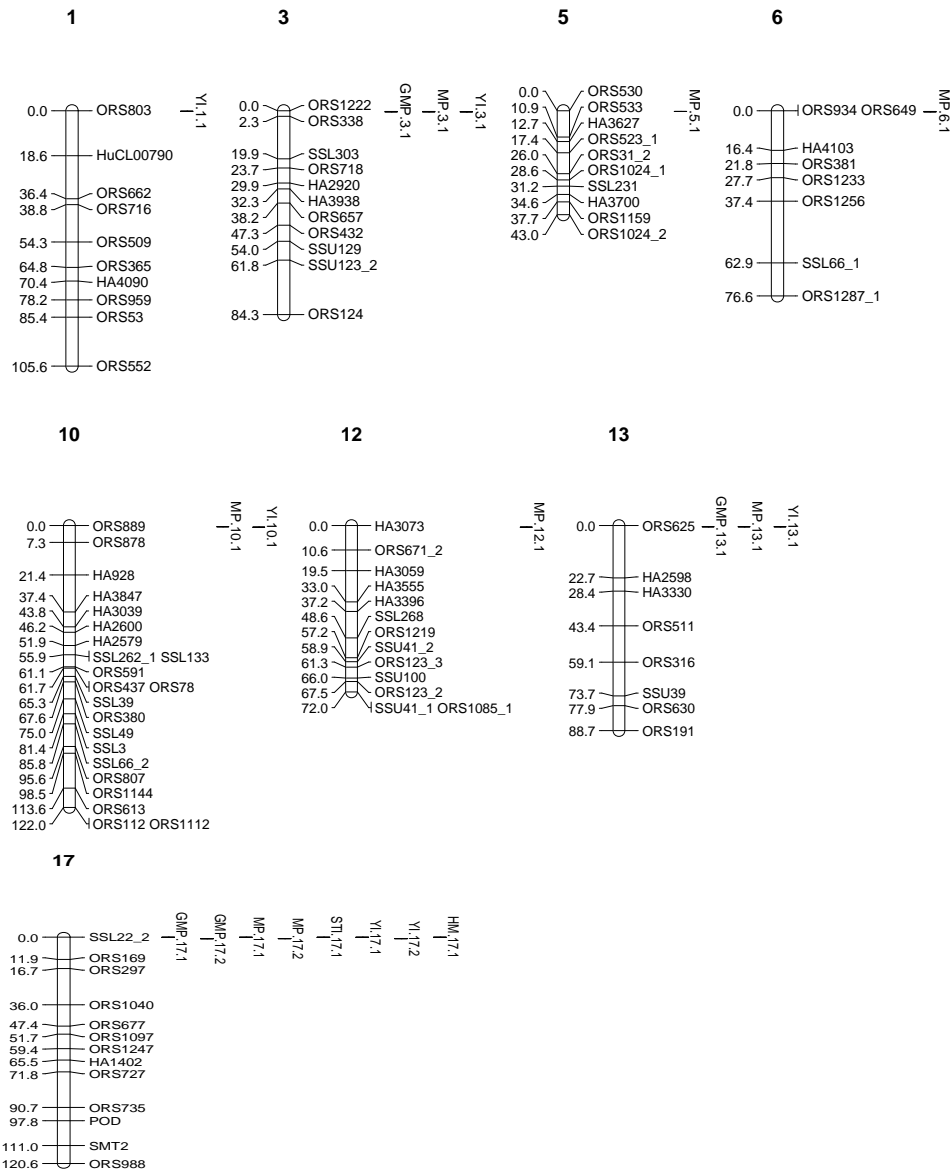 1
3
5
6
0.0 ORS803
18.6 HuCL00790
36.4 ORS662
38.8 ORS716
54.3 ORS509
64.8 ORS365
70.4 HA4090
78.2 ORS959
85.4 ORS53
105.6 ORS552
YI.1.1
0.0 ORS1222
2.3 ORS338
19.9 SSL303
23.7 ORS718
29.9 HA2920
32.3 HA3938
38.2 ORS657
47.3 ORS432
54.0 SSU129
61.8 SSU123_2
84.3 ORS124
GMP.3.1
MP.3.1
YI.3.1
0.0 ORS530
10.9 ORS533
12.7 HA3627
17.4 ORS523_1
26.0 ORS31_2
28.6 ORS1024_1
31.2 SSL231
34.6 HA3700
37.7 ORS1159
43.0 ORS1024_2
MP.5.1
0.0 ORS934 ORS649
16.4 HA4103
21.8 ORS381
27.7 ORS1233
37.4 ORS1256
62.9 SSL66_1
76.6 ORS1287_1
MP.6.1
10
12
13
0.0 ORS889
7.3 ORS878
21.4 HA928
37.4 HA3847
43.8 HA3039
46.2 HA2600
51.9 HA2579
55.9 SSL262_1 SSL133
61.1 ORS591
61.7 ORS437 ORS78
65.3 SSL39
67.6 ORS380
75.0 SSL49
81.4 SSL3
85.8 SSL66_2
95.6 ORS807
98.5 ORS1144
113.6 ORS613
122.0 ORS112 ORS1112
MP.10.1
YI.10.1
0.0 HA3073
10.6 ORS671_2
19.5 HA3059
33.0 HA3555
37.2 HA3396
48.6 SSL268
57.2 ORS1219
58.9 SSU41_2
61.3 ORS123_3
66.0 SSU100
67.5 ORS123_2
72.0 SSU41_1 ORS1085_1
MP.12.1
0.0 ORS625
22.7 HA2598
28.4 HA3330
43.4 ORS511
59.1 ORS316
73.7 SSU39
77.9 ORS630
88.7 ORS191
GMP.13.1
MP.13.1
YI.13.1
17
0.0 SSL22_2
11.9 ORS169
16.7 ORS297
36.0 ORS1040
47.4 ORS677
51.7 ORS1097
59.4 ORS1247
65.5 HA1402
71.8 ORS727
90.7 ORS735
97.8 POD
111.0 SMT2
120.6 ORS988
GMP.17.1
GMP.17.2
MP.17.1
MP.17.2
STI.17.1
YI.17.1
YI.17.2
HM.17.1